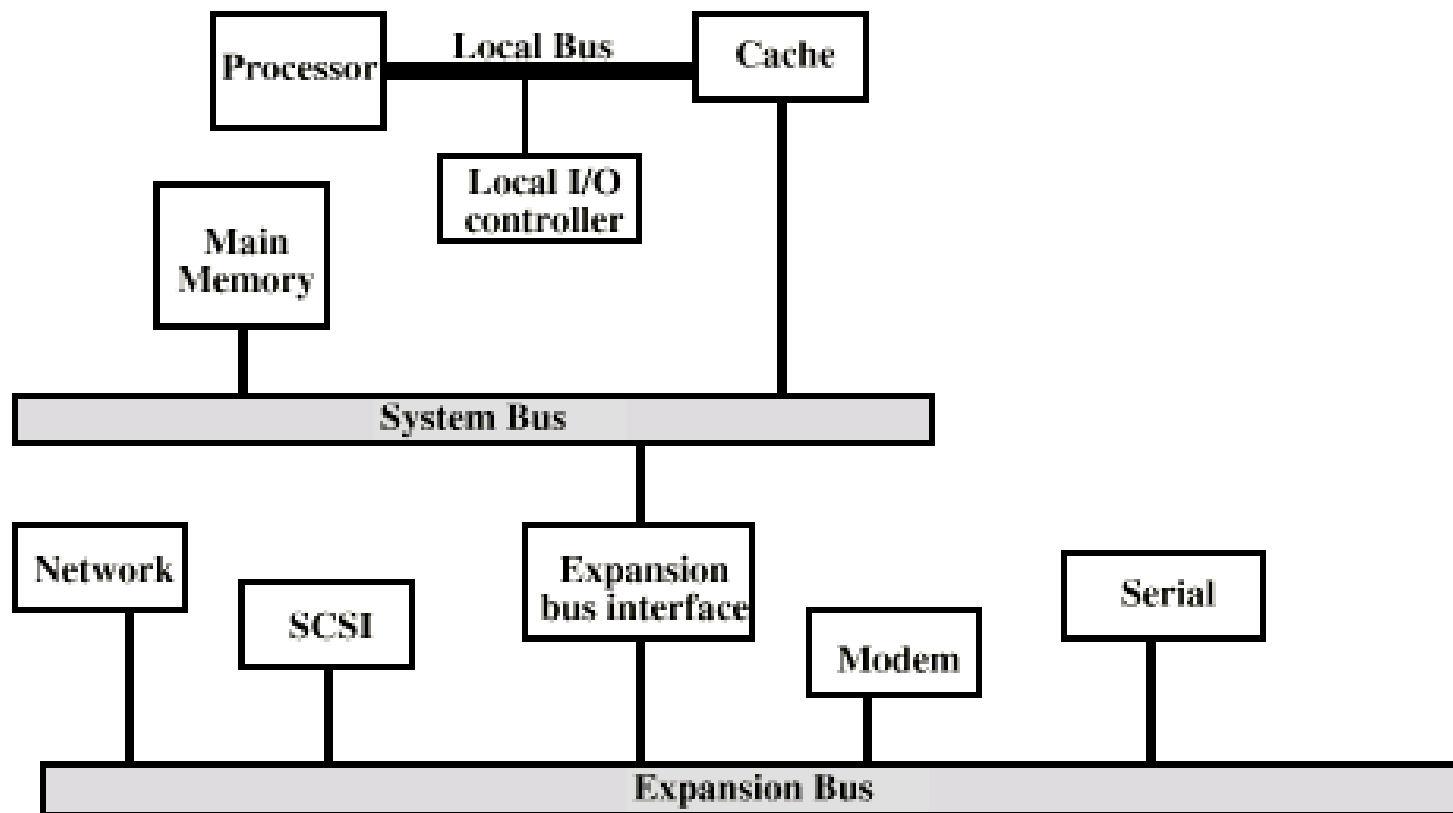 Local Bus
Processor
Cache
Local I/O
controller
Main
Memory
System Bus
Network
Expansion
bus interface
SCSI
Serial
Modem
Expansion Bus